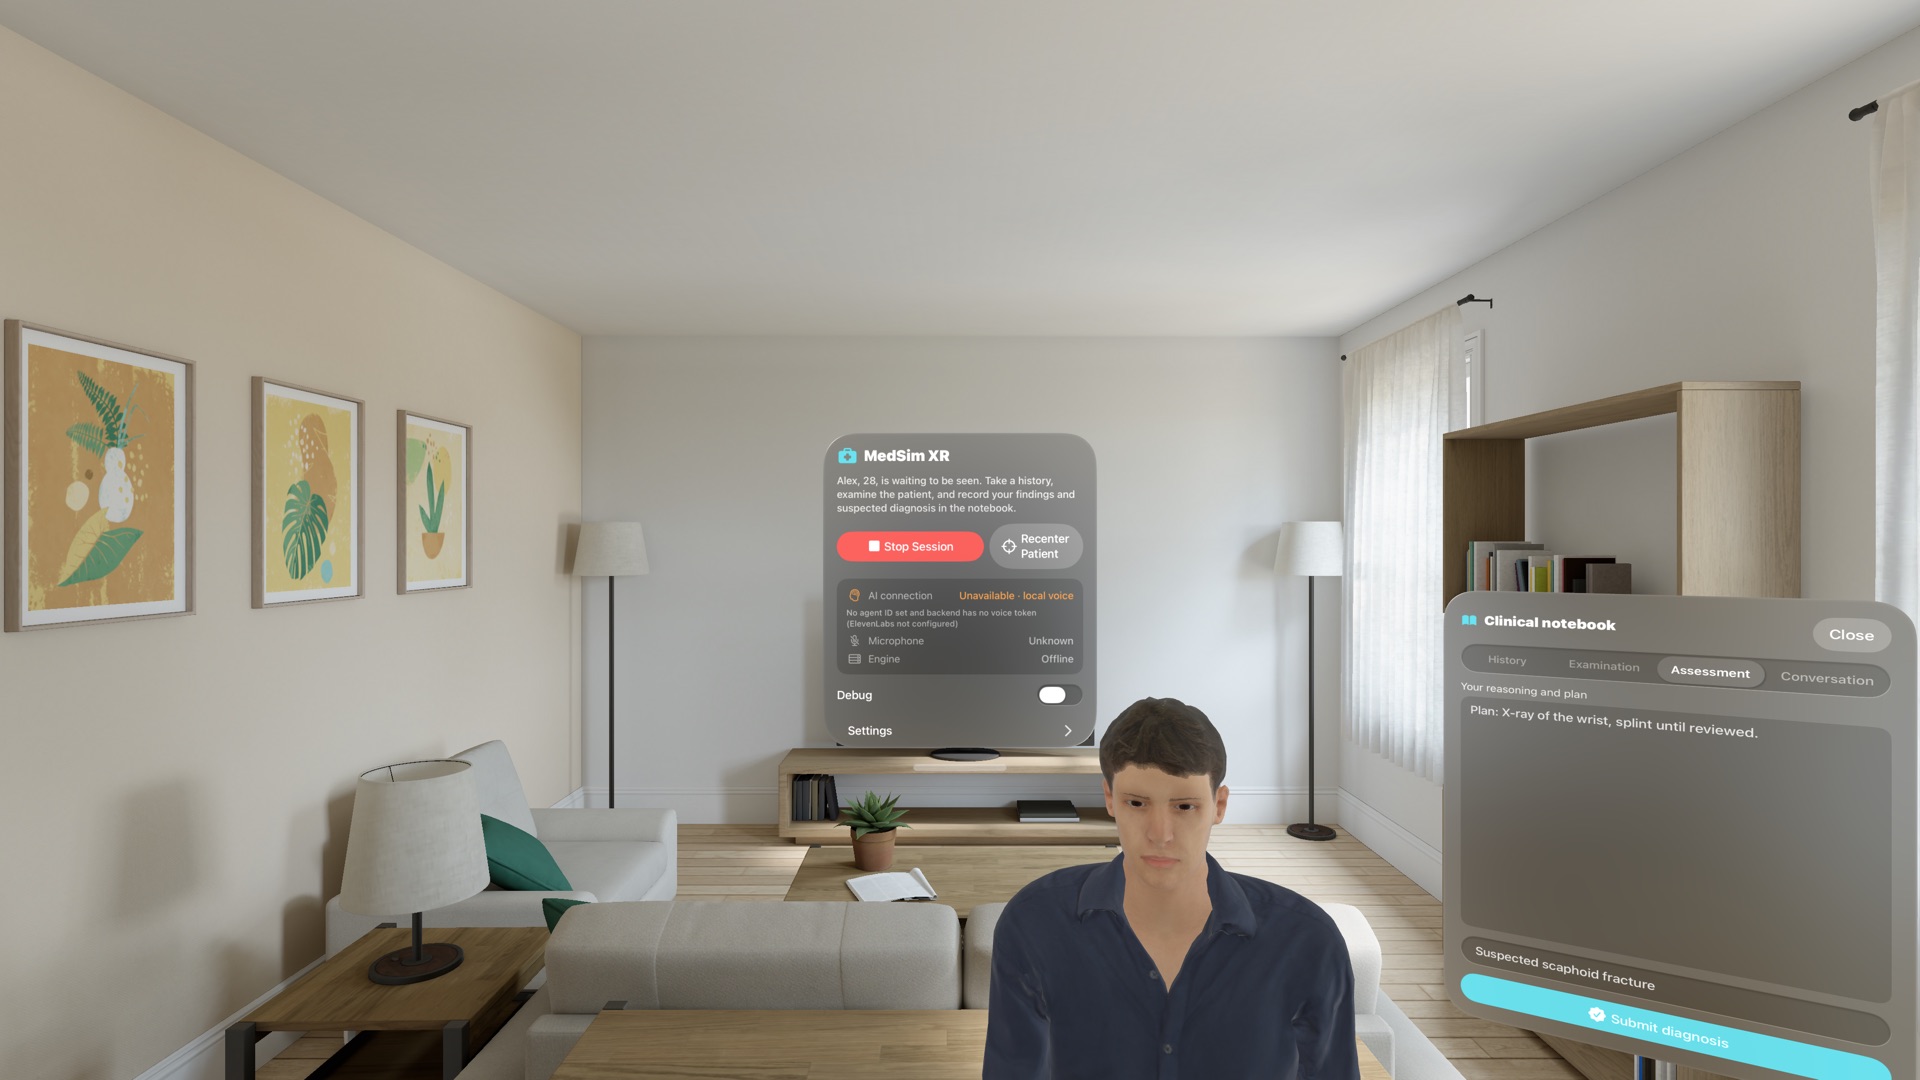 MedSim XR
Alex, 28, is waiting to be seen. Take a history,
examine the patient, and record your findings and
suspected diagnosis in the notebook.
Stop Session
Recenter
Patient
AI connection
Unavailable · local voice
No agent ID set and backend has no voice token
(ElevenLabs not configured)
Microphone
Unknown
Engine
Offline
Debug
Settings
Clinical notebook
Close
History
Examination
Assessment
Conversation
Your reasoning and plan
Plan: X-ray of the wrist, splint until reviewed.
Suspected scaphoid fracture
Submit diagnosis